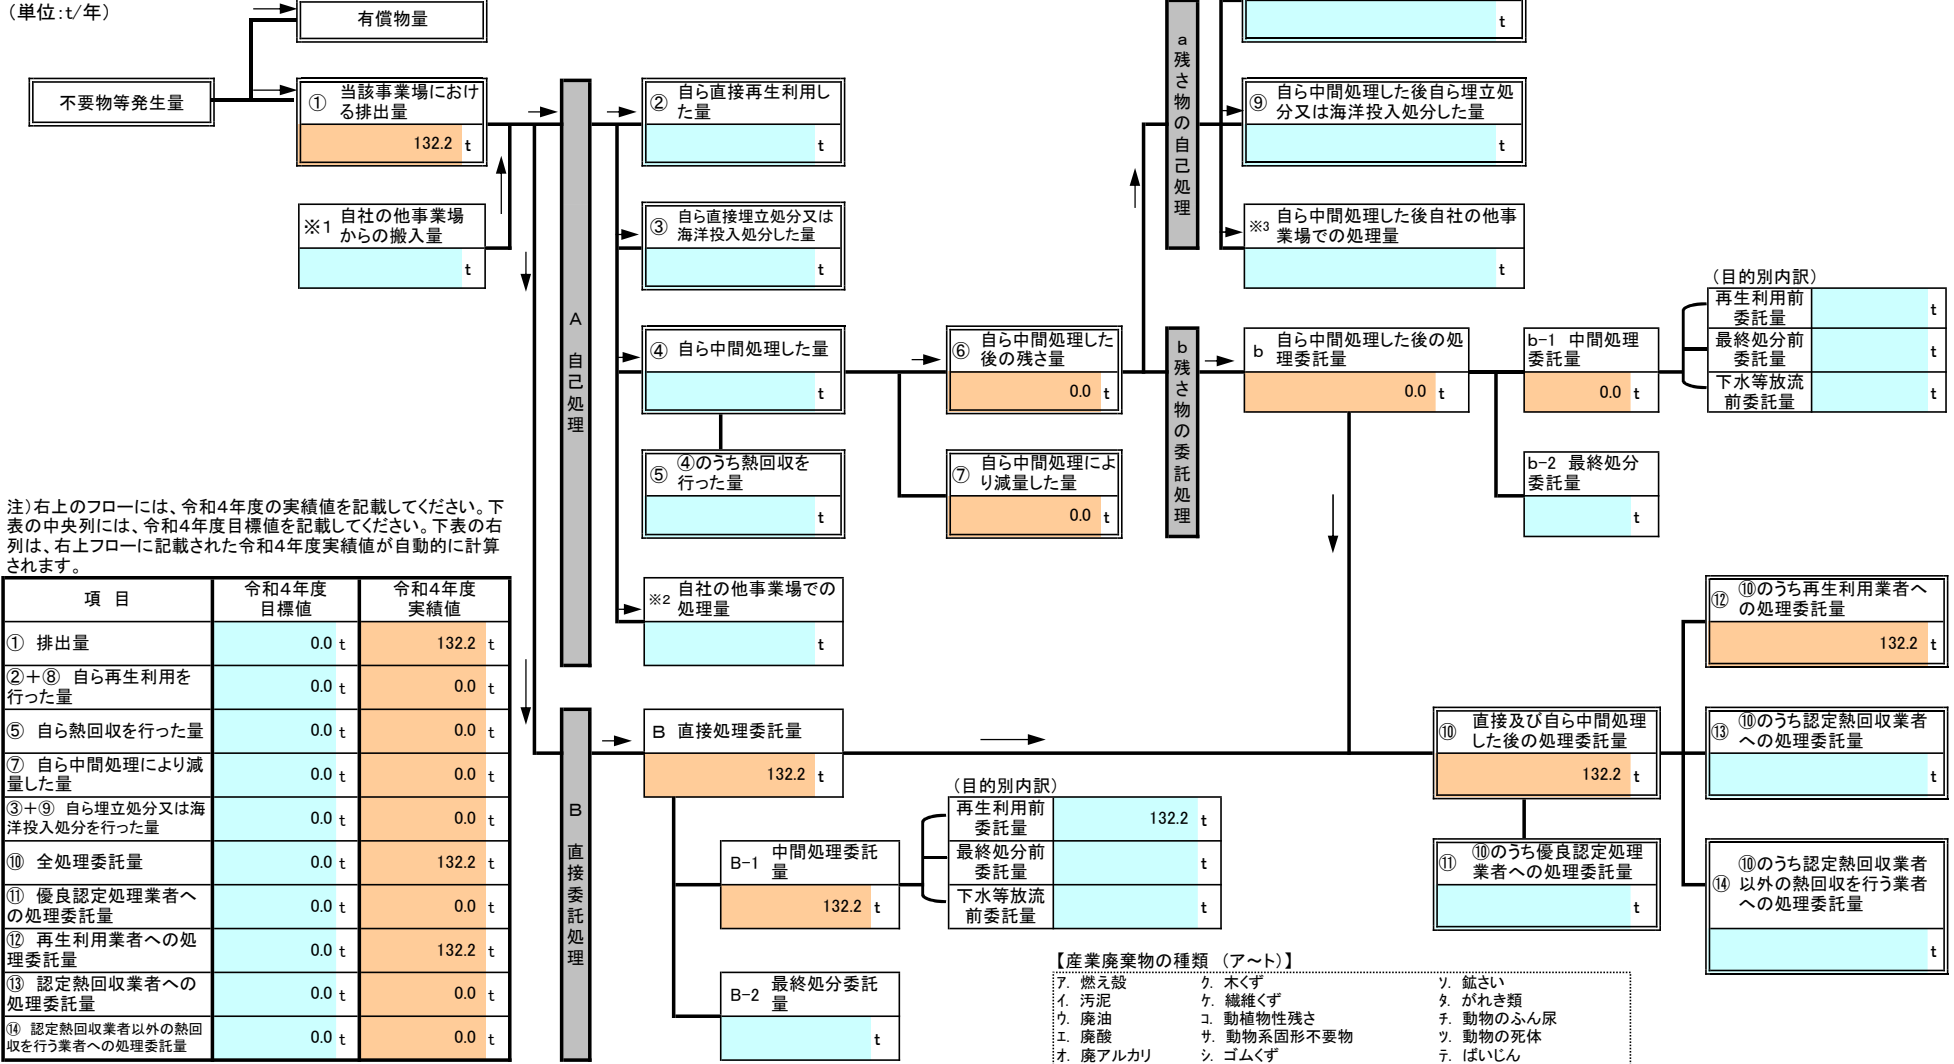 （単位:t/年）
有償物量
不要物等発生量
① 当該事業場におけ
る排出量
132.2 t
※1 自社の他事業場
からの搬入量
t
A 自己処理
② 自ら直接再生利用し
た量
t
③ 自ら直接埋立処分又は
海洋投入処分した量
t
④ 自ら中間処理した量
t
⑤ ④のうち熱回収を
行った量
t
※2 自社の他事業場での
処理量
t
⑥ 自ら中間処理した
後の残さ量
0.0 t
⑦ 自ら中間処理によ
り減量した量
0.0 t
a残さ物の自己処理
t
⑨ 自ら中間処理した後自ら埋立処
分又は海洋投入処分した量
t
※3 自ら中間処理した後自社の他事
業場での処理量
t
b残さ物の委託処理
b 自ら中間処理した後の処
理委託量
0.0 t
b-1 中間処理
委託量
0.0 t
（目的別内訳）
再生利用前
委託量
t
最終処分前
委託量
t
下水等放流
前委託量
t
b-2 最終処分
委託量
t
注）右上のフローには、令和4年度の実績値を記載してください。下
表の中央列には、令和4年度目標値を記載してください。下表の右
列は、右上フローに記載された令和4年度実績値が自動的に計算
されます。
項 目 令和4年度 目標値 令和4年度 実績値
① 排出量 0.0 t 132.2 t
②＋⑧ 自ら再生利用を
行った量 0.0 t 0.0 t
⑤ 自ら熱回収を行った量 0.0 t 0.0 t
⑦ 自ら中間処理により減
量した量 0.0 t 0.0 t
③＋⑨ 自ら埋立処分又は海
洋投入処分を行った量 0.0 t 0.0 t
⑩ 全処理委託量 0.0 t 132.2 t
⑪ 優良認定処理業者へ
の処理委託量 0.0 t 0.0 t
⑫ 再生利用業者への処
理委託量 0.0 t 132.2 t
⑬ 認定熱回収業者への
処理委託量 0.0 t 0.0 t
⑭ 認定熱回収業者以外の熱回
収を行う業者への処理委託量 0.0 t 0.0 t
B 直接委託処理
B 直接処理委託量
132.2 t
B-1 中間処理委託
量
132.2 t
（目的別内訳）
再生利用前
委託量
132.2 t
最終処分前
委託量
t
下水等放流
前委託量
t
B-2 最終処分委託
量
t
⑩ 直接及び自ら中間処理
した後の処理委託量
132.2 t
⑪ ⑩のうち優良認定処理
業者への処理委託量
t
⑫ ⑩のうち再生利用業者へ
の処理委託量
132.2 t
⑬ ⑩のうち認定熱回収業者
への処理委託量
t
⑭ ⑩のうち認定熱回収業者
以外の熱回収を行う業者
への処理委託量
t
【産業廃棄物の種類 （ア～ト）】
ア. 燃え殻 ク. 木くず ソ. 鉱さい
イ. 汚泥 ケ. 繊維くず タ. がれき類
ウ. 廃油 コ. 動植物性残さ チ. 動物のふん尿
エ. 廃酸 サ. 動物系固形不要物 ツ. 動物の死体
オ. 廃アルカリ シ. ゴムくず テ. ばいじん